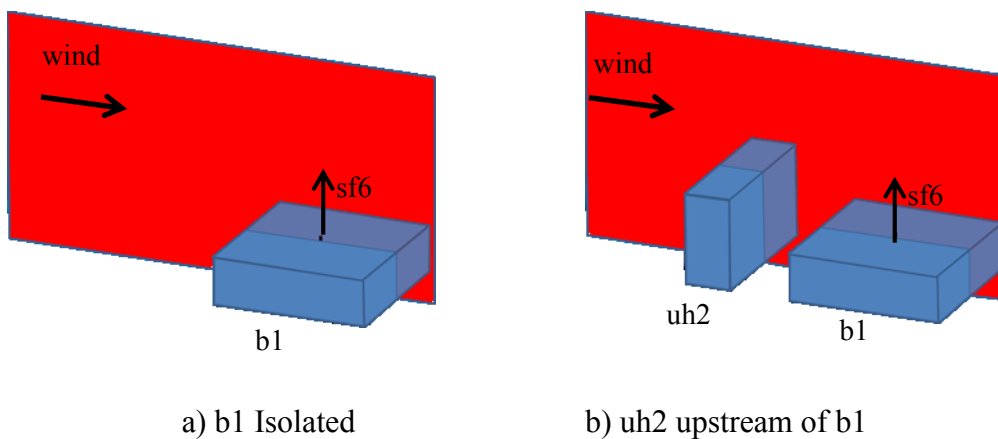 wind
sf6
b1
a) b1 Isolated
wind
sf6
uh2
b1
b) uh2 upstream of b1